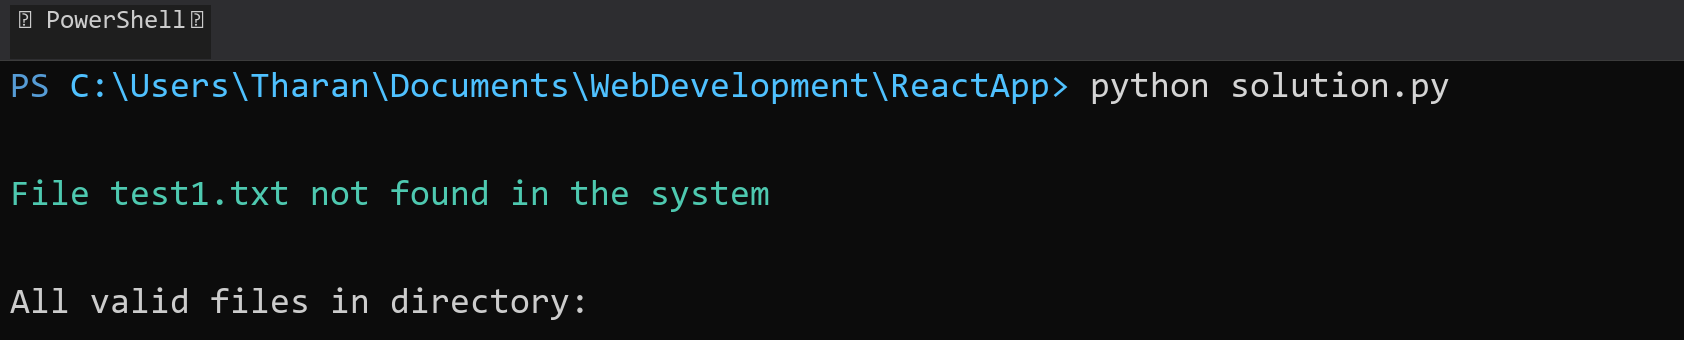 PowerShell
PS C:\Users\Tharan\Documents\WebDevelopment\ReactApp> python solution.py
File test1.txt not found in the system
All valid files in directory: